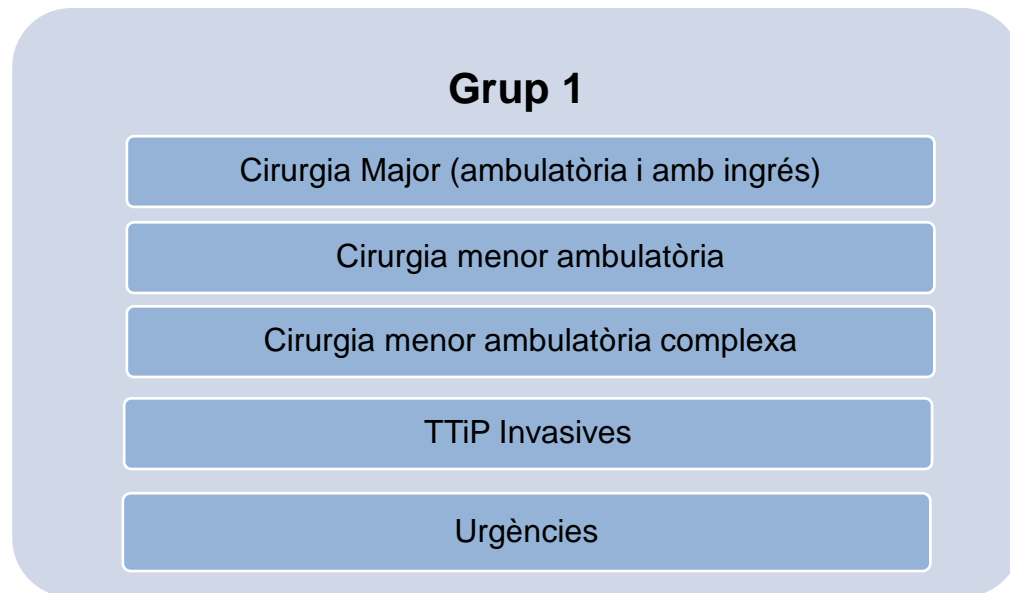 Grup 1
Cirurgia Major (ambulatòria i amb ingrés)
Cirurgia menor ambulatòria
Cirurgia menor ambulatòria complexa
TTiP Invasives
Urgències